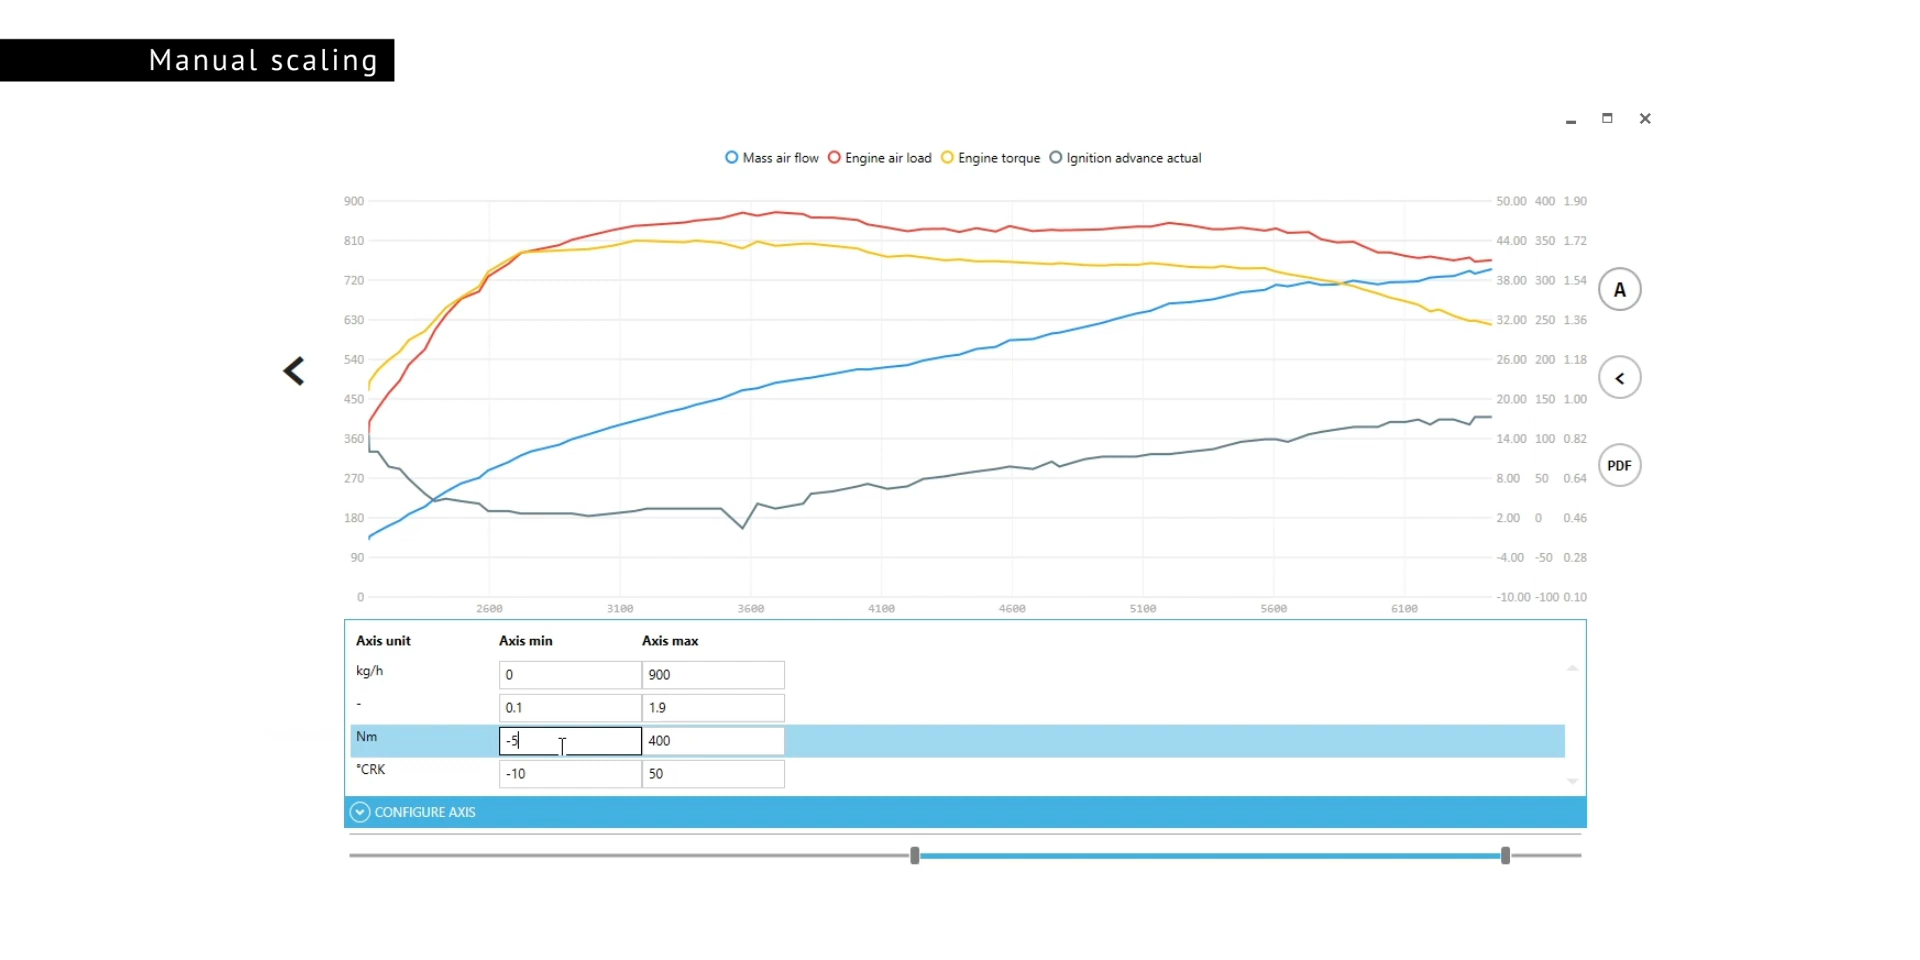 Manual scaling
Mass air flow Engine air load Engine torque Ignition advance actual
900 50.00 400 1.90
810 44.00 350 1.72
A
720 38.00 300 1.54
630 32.00 250 1.36
540 26.00 200 1.18
450 20.00 150 1.00
360 14.00 100 0.82
PDF
270 8.00 50 0.64
180 2.00 0 0.46
90 -4.00 -50 0.28
0 -10.00 -100 0.10
2600 3100 3600 4100 4600 5100 5600 6100
Axis unit Axis min Axis max
kg/h 0 900
- 0.1 1.9
Nm -5 400
°CRK -10 50
CONFIGURE AXIS